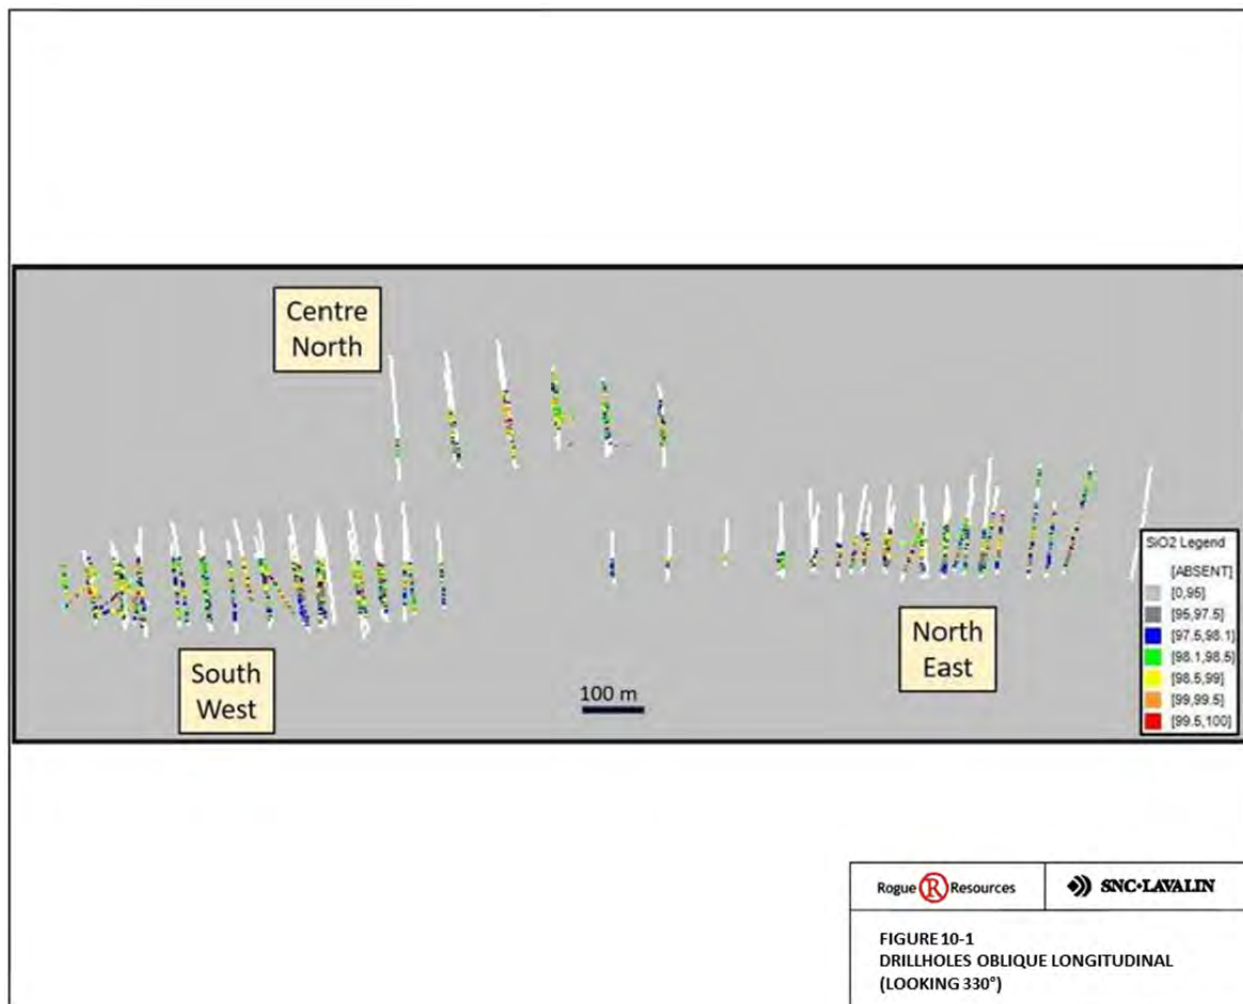 Centre
North
South
West
100 m
North
East
SiO2 Legend
[ABSENT]
[0,95]
[95,97.5]
[97.5,98.1]
[98.1,98.5]
[98.5,99]
[99,99.5]
[99.5,100]
Rogue R Resources
SNC•LAVALIN
FIGURE 10-1
DRILLHOLES OBLIQUE LONGITUDINAL
(LOOKING 330°)